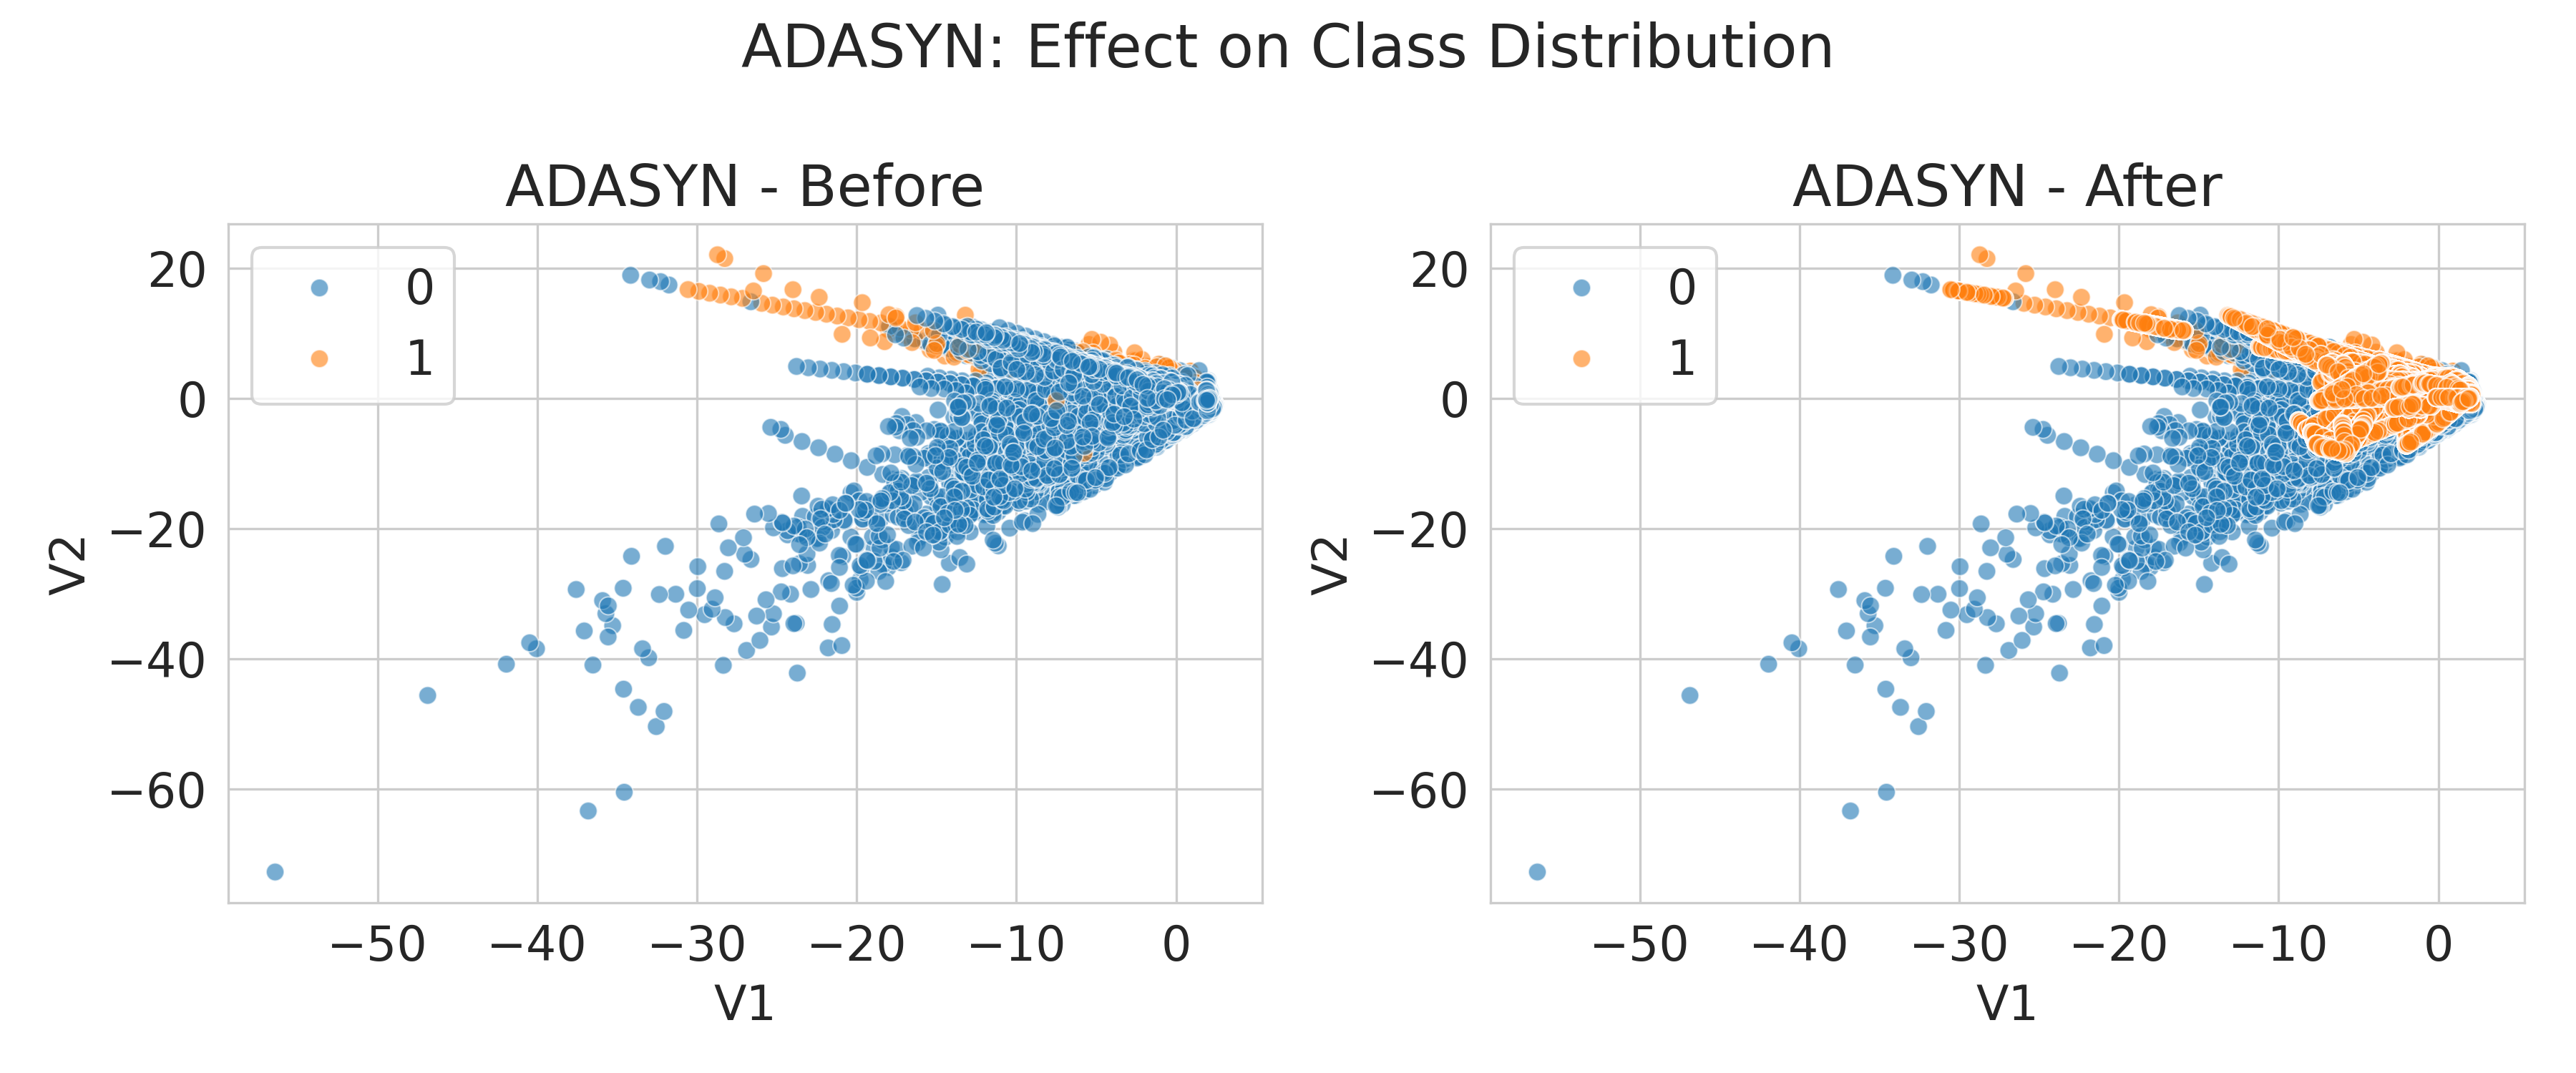 ADASYN: Effect on Class Distribution
ADASYN - Before
20
0
−20
−40
−60
V2
0
1
−50 −40 −30 −20 −10 0
V1
ADASYN - After
20
0
−20
−40
−60
V2
0
1
−50 −40 −30 −20 −10 0
V1